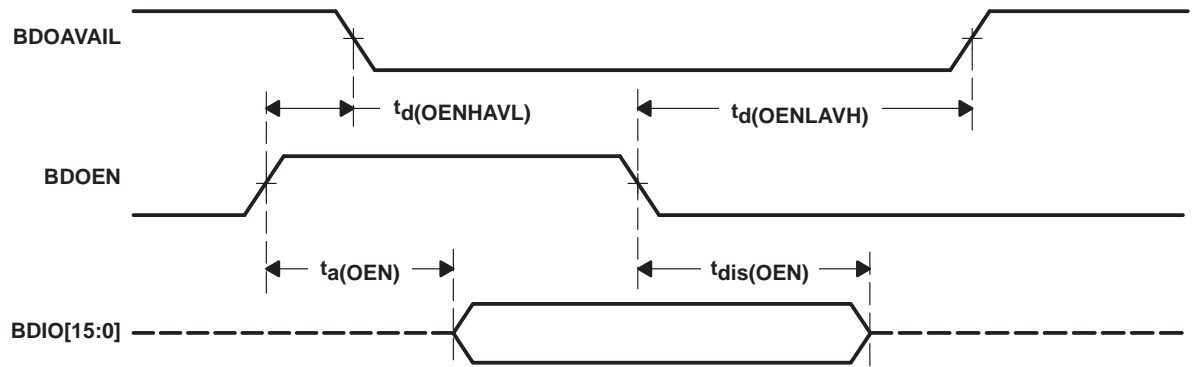 BDOAVAIL
td(OENHAVL)
td(OENLAVH)
BDOEN
ta(OEN)
tdis(OEN)
BDIO[15:0]